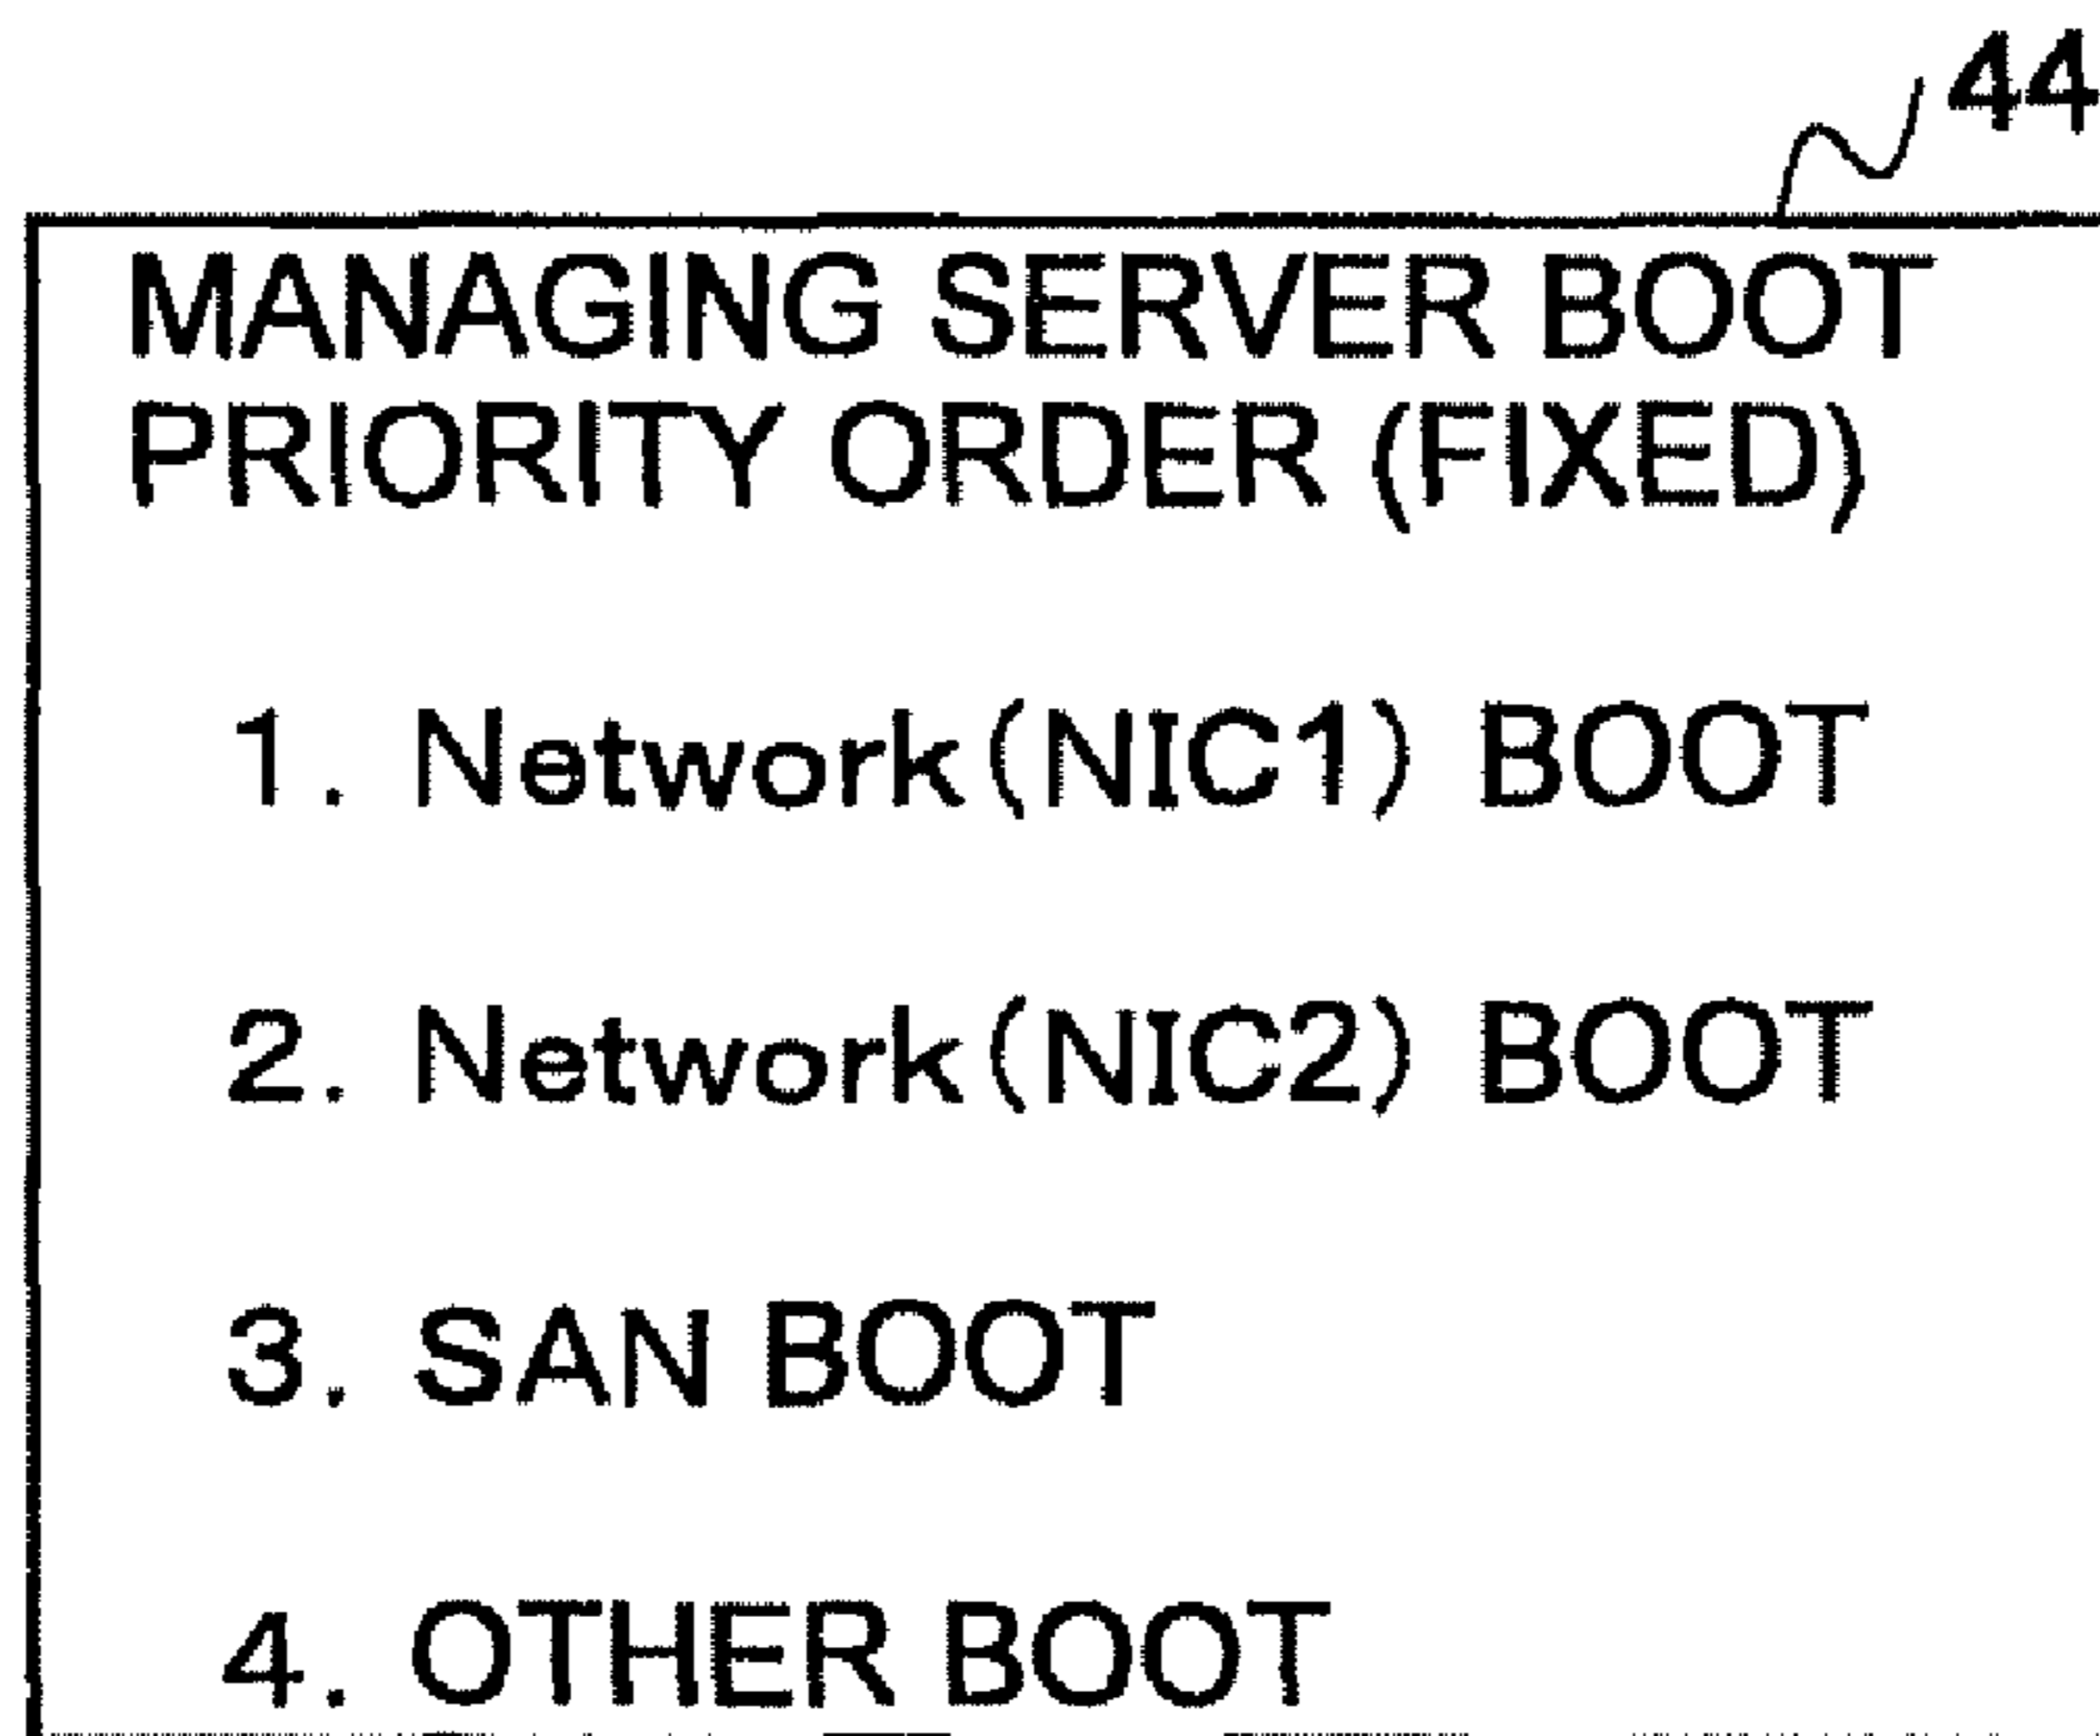 44
MANAGING SERVER BOOT
PRIORITY ORDER (FIXED)
1. Network(NIC1) BOOT
2. Network(NIC2) BOOT
3. SAN BOOT
4. OTHER BOOT